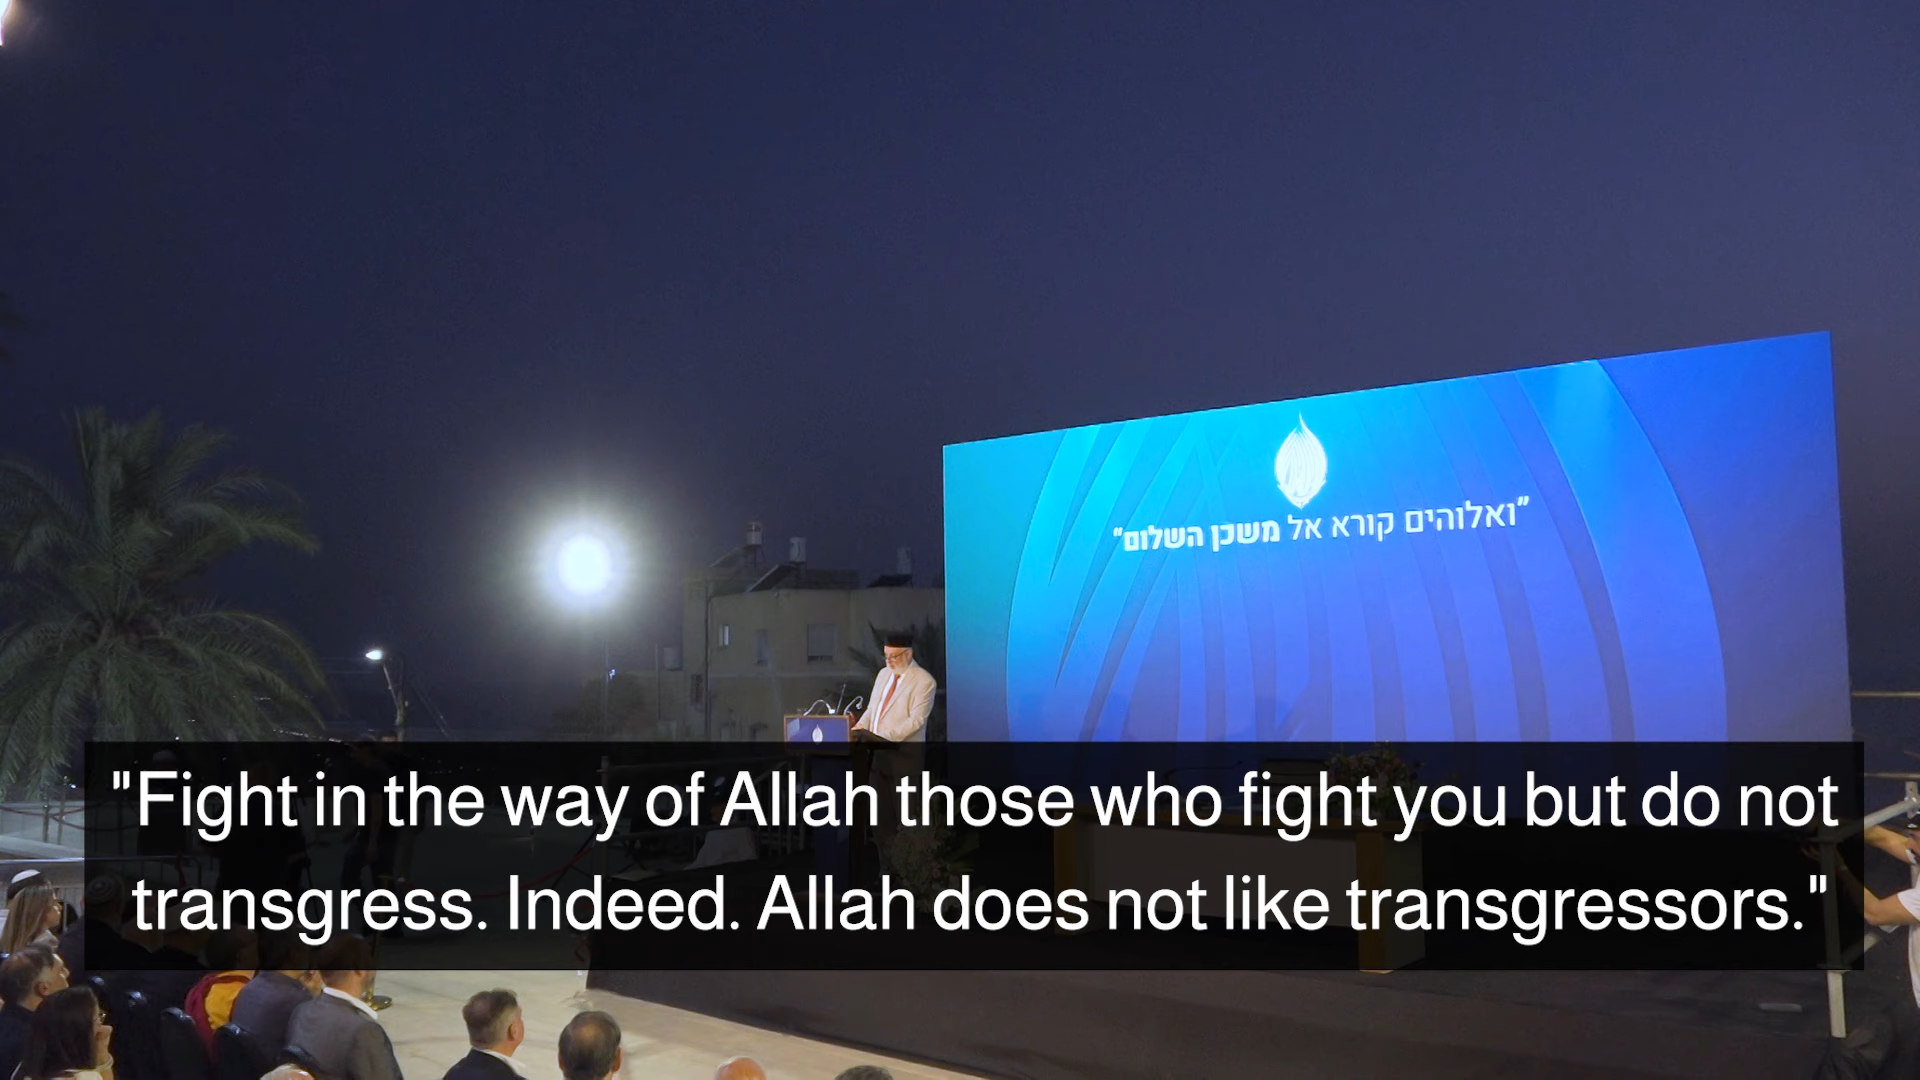 "ואלוהים קורא אל משכן השלום"
"Fight in the way of Allah those who fight you but do not
transgress. Indeed. Allah does not like transgressors."